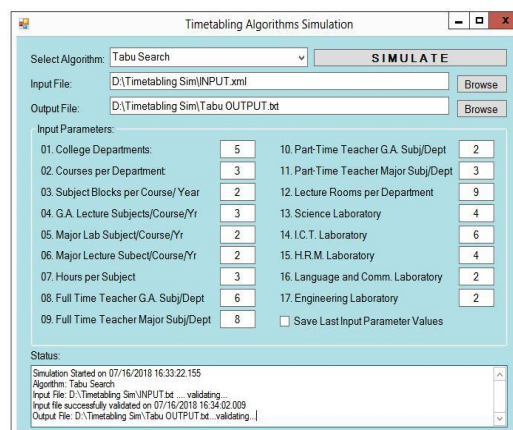 Timetabling Algorithms Simulation
Select Algorithm: Tabu Search SIMULATE
Input File: D:\Timetabling Sim\INPUT.xml Browse
Output File: D:\Timetabling Sim\Tabu OUTPUT.txt Browse
Input Parameters:
01. College Departments: 5
02. Courses per Department: 3
03. Subject Blocks per Course/ Year 2
04. G.A. Lecture Subjects/Course/Yr 3
05. Major Lab Subject/Course/Yr 2
06. Major Lecture Subect/Course/Yr 2
07. Hours per Subject 3
08. Full Time Teacher G.A. Subj/Dept 6
09. Full Time Teacher Major Subj/Dept 8
10. Part-Time Teacher G.A. Subj/Dept 2
11. Part-Time Teacher Major Subj/Dept 3
12. Lecture Rooms per Department 9
13. Science Laboratory 4
14. I.C.T. Laboratory 6
15. H.R.M. Laboratory 4
16. Language and Comm. Laboratory 2
17. Engineering Laboratory 2
Save Last Input Parameter Values
Status:
Simulation Started on 07/16/2018 16:33:22.155
Algorithm: Tabu Search
Input File: D:\Timetabling Sim\INPUT.txt .... validating...
Input file successfully validated on 07/16/2018 16:34:02.009
Output File: D:\Timetabling Sim\Tabu OUTPUT.txt...validating...